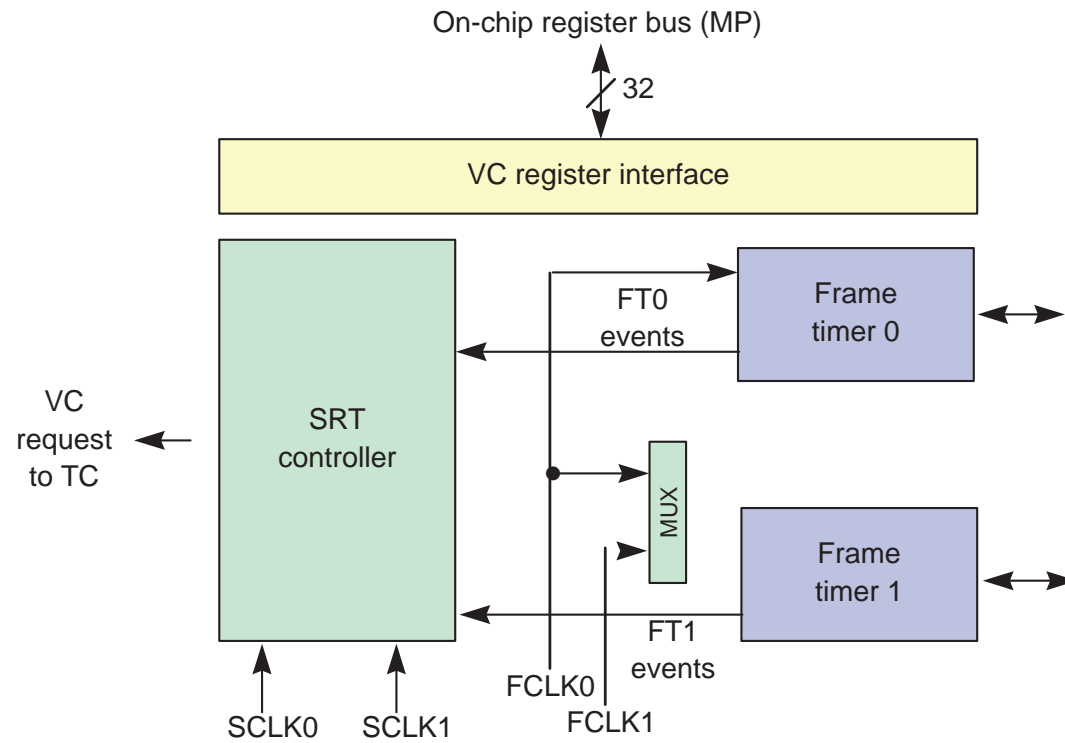 On-chip register bus (MP)
32
VC register interface
FT0
events
Frame
timer 0
VC
request
to TC
SRT
controller
MUX
Frame
timer 1
FT1
events
FCLK0
FCLK1
SCLK0
SCLK1